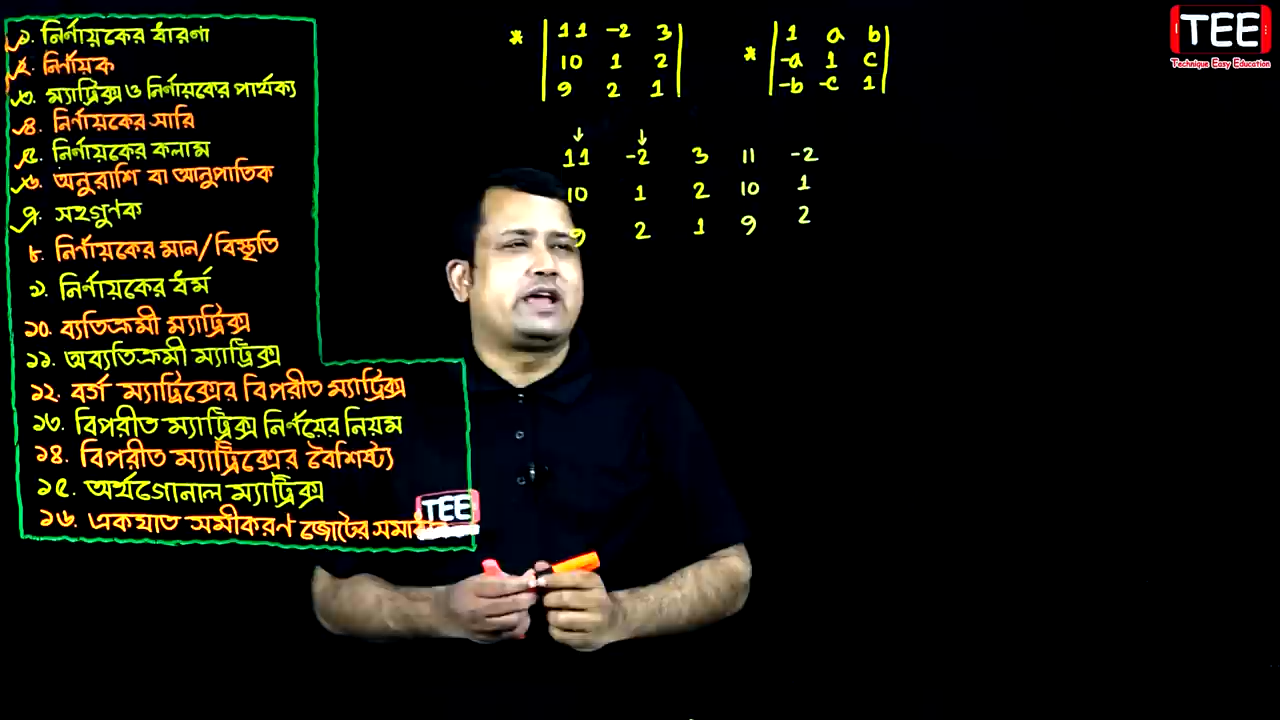 ১. নির্ণায়কের ধারণা
২. নির্ণায়ক
৩. ম্যাট্রিক্স ও নির্ণায়কের পার্থক্য
৪. নির্ণায়কের সারি
৫. নির্ণায়কের কলাম
৬. অনুরাশি বা আনুপাতিক
৭. সহগুণক
৮. নির্ণায়কের মান/বিস্তৃতি
৯. নির্ণায়কের ধর্ম
১০. ব্যতিক্রমী ম্যাট্রিক্স
১১. অব্যতিক্রমী ম্যাট্রিক্স
১২. বর্গ ম্যাট্রিক্সের বিপরীত ম্যাট্রিক্স
১৩. বিপরীত ম্যাট্রিক্স নির্ণয়ের নিয়ম
১৪. বিপরীত ম্যাট্রিক্সের বৈশিষ্ট্য
১৫. অর্থগোনাল ম্যাট্রিক্স
১৬. একঘাত সমীকরণ জোটের
* | 11 -2 3 |
| 10 1 2 |
| 9 2 1 |
* | 1 a b |
| -a 1 c |
| -b -c 1 |
↓ ↓
11 -2 3 11 -2
10 1 2 10 1
9 2 1 9 2
TEE
Technique Easy Education
TEE